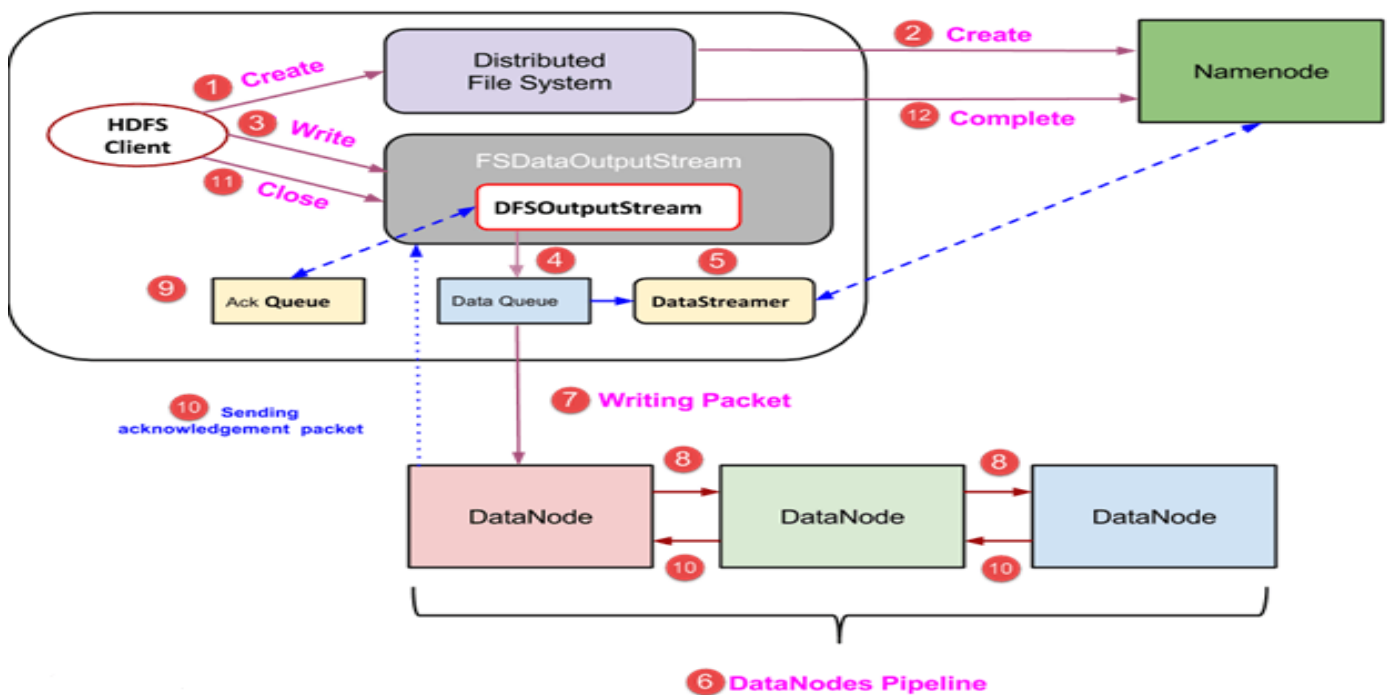 Distributed
File System
2 Create
Namenode
1 Create
12 Complete
HDFS
Client
3 Write
FSDataOutputStream
11 Close
DFSOutputStream
4
5
9
Ack Queue
Data Queue
DataStreamer
7 Writing Packet
10 Sending
acknowledgement packet
8
8
DataNode
DataNode
DataNode
10
10
6 DataNodes Pipeline